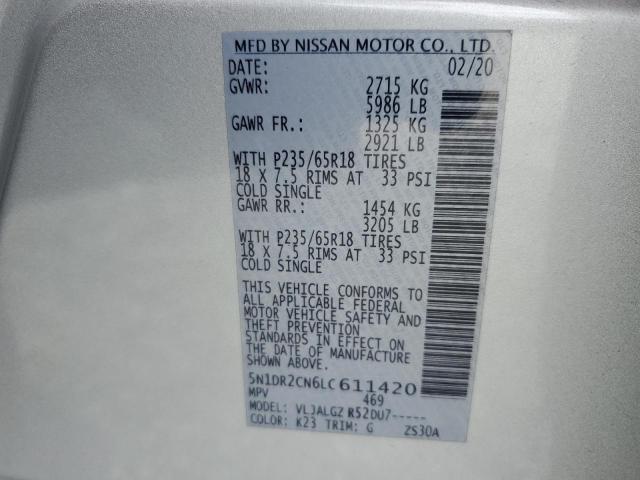 MFD BY NISSAN MOTOR CO., LTD.
DATE: 02/20
GVWR: 2715 KG
5986 LB
GAWR FR.: 1325 KG
2921 LB
WITH P235/65R18 TIRES
18 X 7.5 RIMS AT 33 PSI
COLD SINGLE
GAWR RR.: 1454 KG
3205 LB
WITH P235/65R18 TIRES
18 X 7.5 RIMS AT 33 PSI
COLD SINGLE
THIS VEHICLE CONFORMS TO
ALL APPLICABLE FEDERAL
MOTOR VEHICLE SAFETY AND
THEFT PREVENTION
STANDARDS IN EFFECT ON
THE DATE OF MANUFACTURE
SHOWN ABOVE.
5N1DR2CN6LC611420
MPV 469
MODEL: VLJALGZ R52DU7-----
COLOR: K23 TRIM: G ZS30A